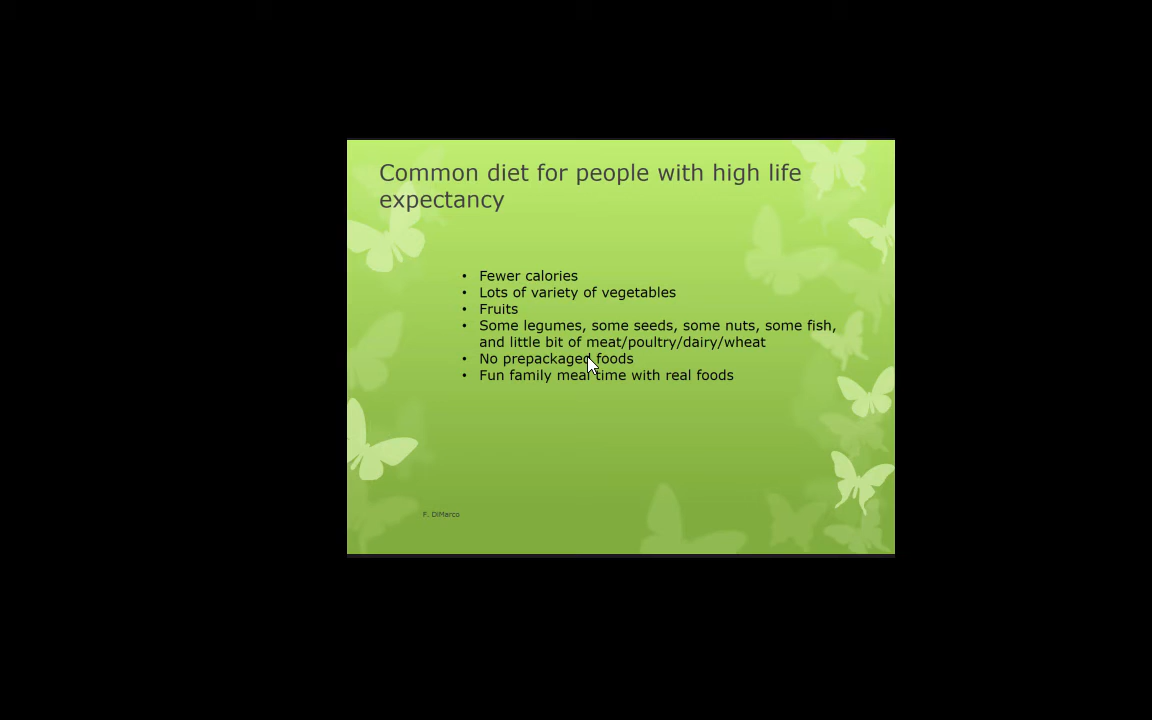 Common diet for people with high life
expectancy
• Fewer calories
• Lots of variety of vegetables
• Fruits
• Some legumes, some seeds, some nuts, some fish,
and little bit of meat/poultry/dairy/wheat
• No prepackaged foods
• Fun family meal time with real foods
F. DiMarco